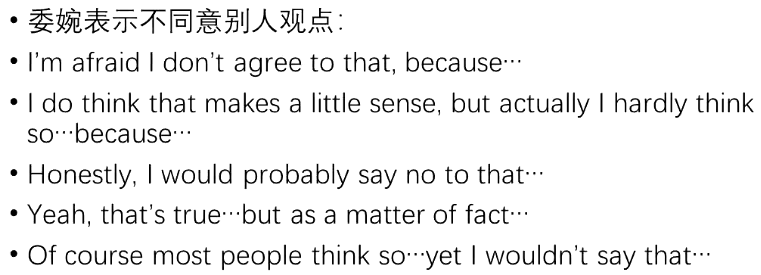 • 委婉表示不同意别人观点：
• I'm afraid I don't agree to that, because…
• I do think that makes a little sense, but actually I hardly think
so…because…
• Honestly, I would probably say no to that…
• Yeah, that's true…but as a matter of fact…
• Of course most people think so…yet I wouldn't say that…